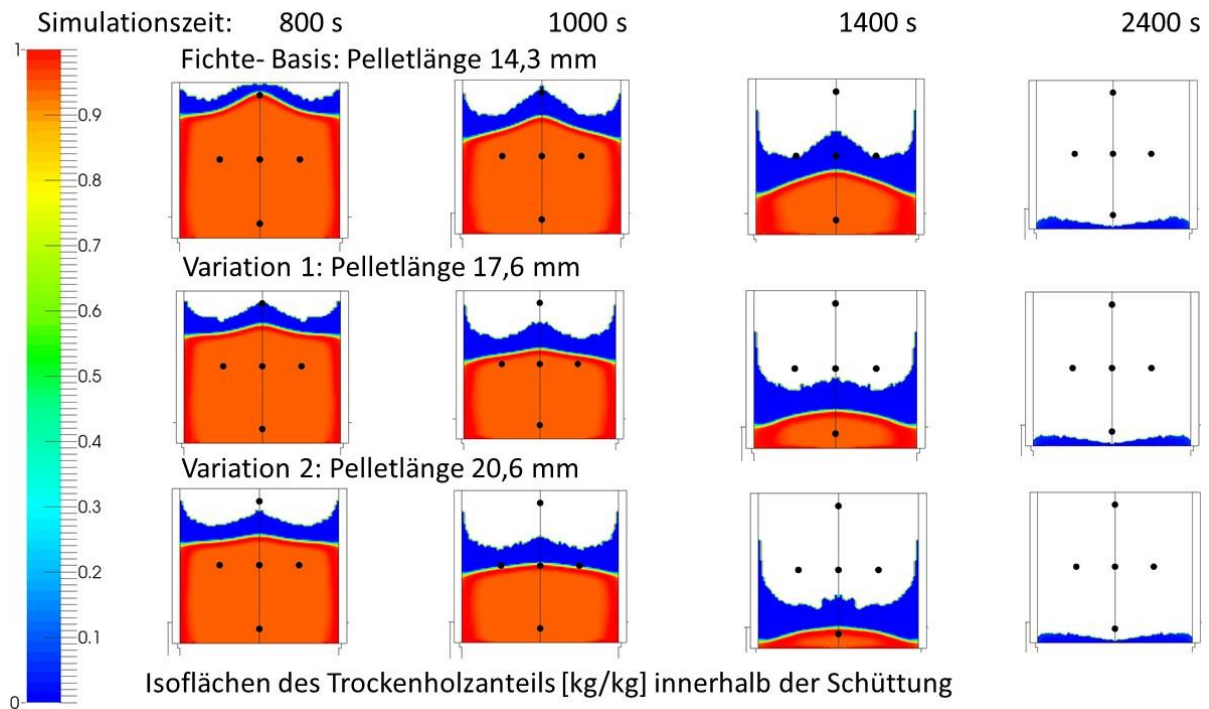 Simulationszeit: 800 s 1000 s 1400 s 2400 s
Fichte- Basis: Pelletlänge 14,3 mm
1
0.9
0.8
0.7
Variation 1: Pelletlänge 17,6 mm
0.6
0.5
0.4
Variation 2: Pelletlänge 20,6 mm
0.3
0.2
0.1
0
Isoflächen des Trockenholzanteils [kg/kg] innerhalb der Schüttung